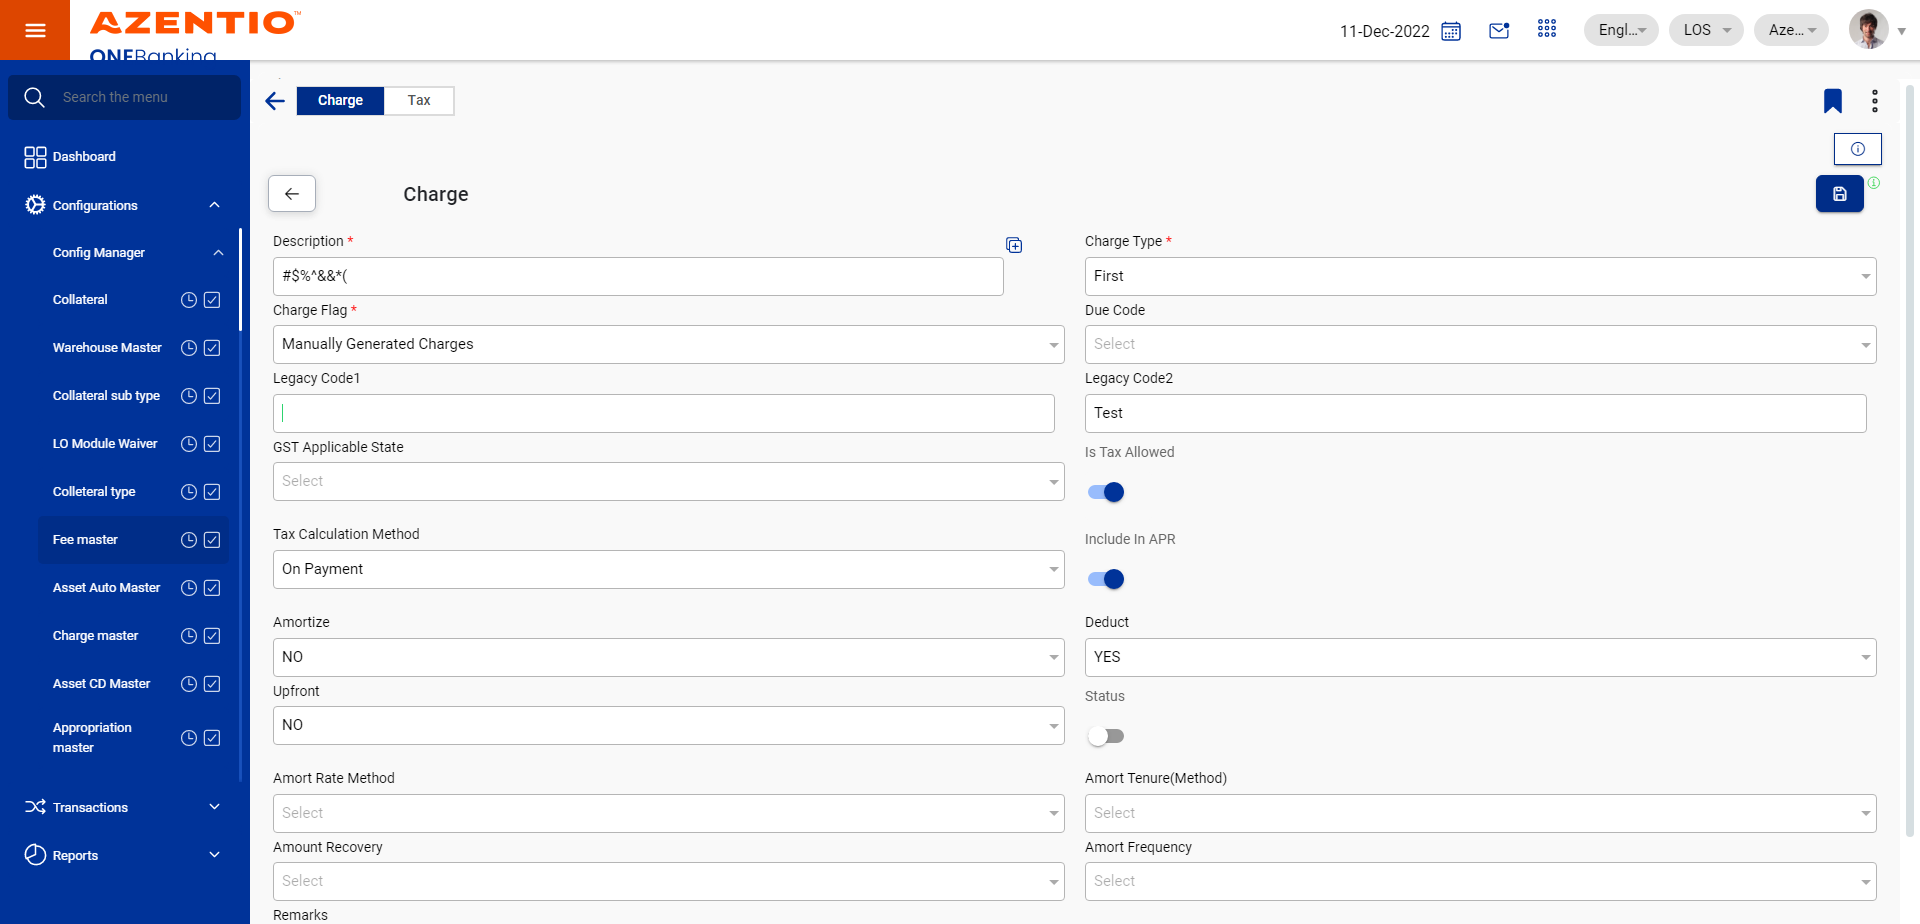 AZENTIO™
ONEBanking
11-Dec-2022
Engl...
LOS
Aze...
Search the menu
Dashboard
Configurations
Config Manager
Collateral
Warehouse Master
Collateral sub type
LO Module Waiver
Colleteral type
Fee master
Asset Auto Master
Charge master
Asset CD Master
Appropriation
master
Transactions
Reports
Charge
Tax
Charge
Description *
#$%^&&*(
Charge Type *
First
Charge Flag *
Manually Generated Charges
Due Code
Select
Legacy Code1
Legacy Code2
Test
GST Applicable State
Select
Is Tax Allowed
Tax Calculation Method
On Payment
Include In APR
Amortize
NO
Deduct
YES
Upfront
NO
Status
Amort Rate Method
Select
Amort Tenure(Method)
Select
Amount Recovery
Select
Amort Frequency
Select
Remarks